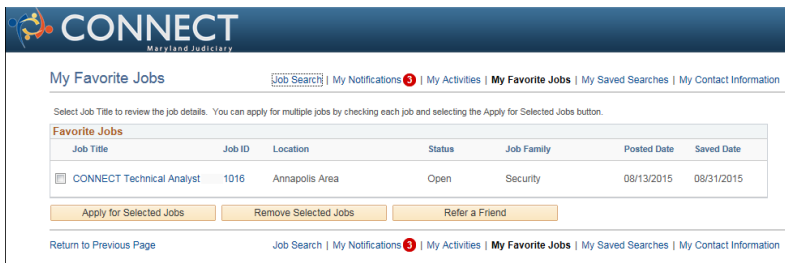 CONNECT
Maryland Judiciary
My Favorite Jobs
Job Search | My Notifications 3 | My Activities | My Favorite Jobs | My Saved Searches | My Contact Information
Select Job Title to review the job details. You can apply for multiple jobs by checking each job and selecting the Apply for Selected Jobs button.
Favorite Jobs
Job Title Job ID Location Status Job Family Posted Date Saved Date
CONNECT Technical Analyst 1016 Annapolis Area Open Security 08/13/2015 08/31/2015
Apply for Selected Jobs Remove Selected Jobs Refer a Friend
Return to Previous Page Job Search | My Notifications 3 | My Activities | My Favorite Jobs | My Saved Searches | My Contact Information